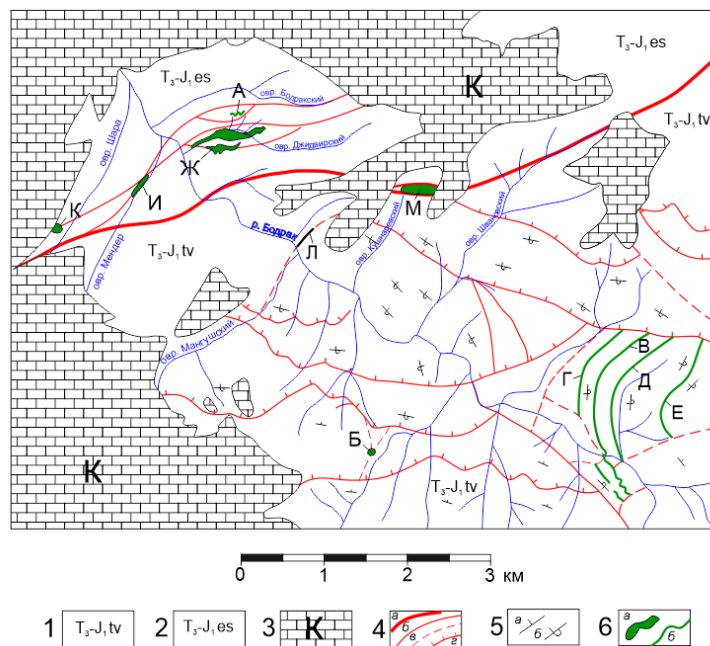 T₃-J₁ es
К
T₃-J₁ es
А
овр. Бодракский
T₃-J₁ tv
овр. Шара
овр. Джидаирский
Ж
К
И
М
р. Бодрак
Л
T₃-J₁ tv
овр. Мендер
овр. Мангушский
В
Г
Д
Е
Б
К
T₃-J₁ tv
0 1 2 3 км
1 T₃-J₁ tv 2 T₃-J₁ es 3 К 4 а б в г 5 а б 6 а б